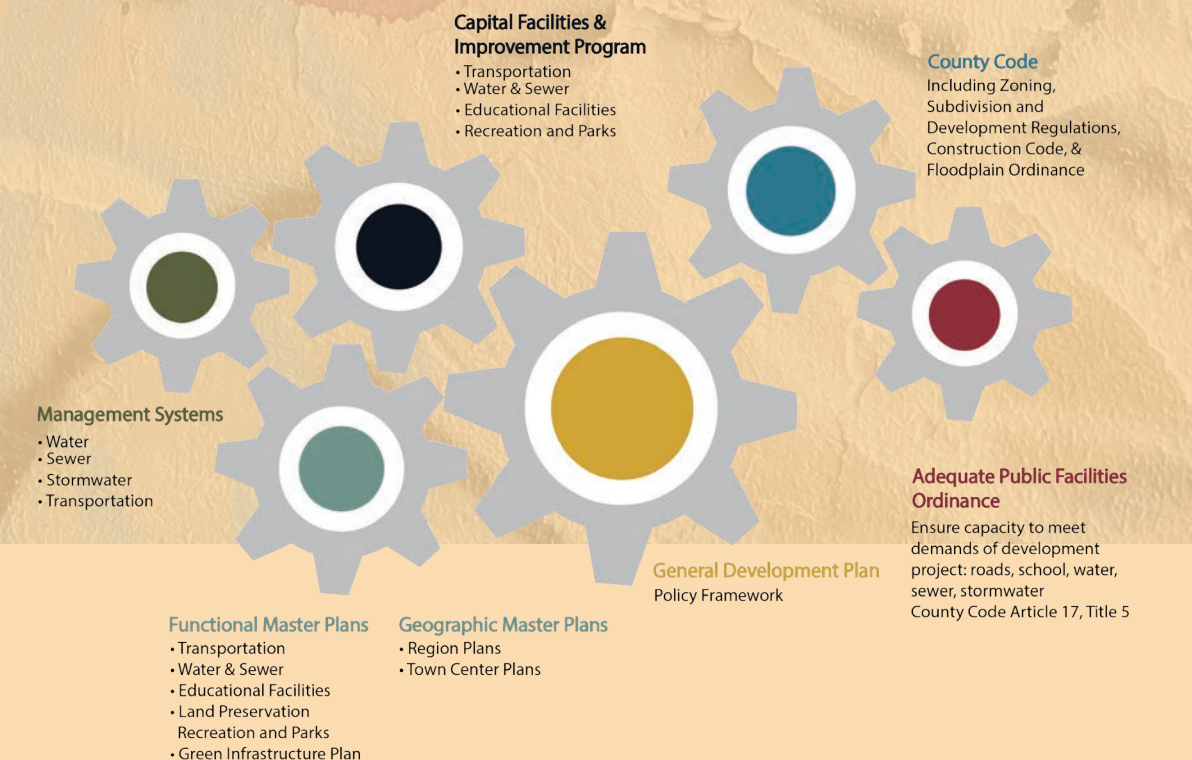 Capital Facilities &
Improvement Program
• Transportation
• Water & Sewer
• Educational Facilities
• Recreation and Parks
County Code
Including Zoning,
Subdivision and
Development Regulations,
Construction Code, &
Floodplain Ordinance
Management Systems
• Water
• Sewer
• Stormwater
• Transportation
Adequate Public Facilities
Ordinance
Ensure capacity to meet
demands of development
project: roads, school, water,
sewer, stormwater
County Code Article 17, Title 5
General Development Plan
Policy Framework
Functional Master Plans
• Transportation
• Water & Sewer
• Educational Facilities
• Land Preservation
Recreation and Parks
• Green Infrastructure Plan
Geographic Master Plans
• Region Plans
• Town Center Plans